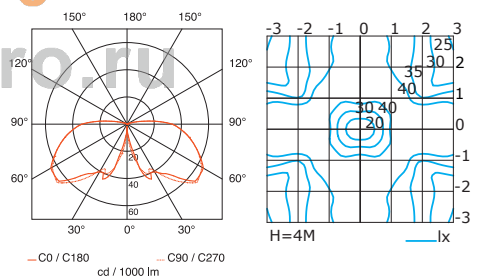 150° 180° 150°
ro.ru
120° 120°
90° 90°
60° 60°
30° 0° 30°
20
40
60
C0 / C180 C90 / C270
cd / 1000 lm
-3 -2 -1 0 1 2 3
25
30
35
40
30 40
20
2
1
0
-1
-2
-3
H=4M lx